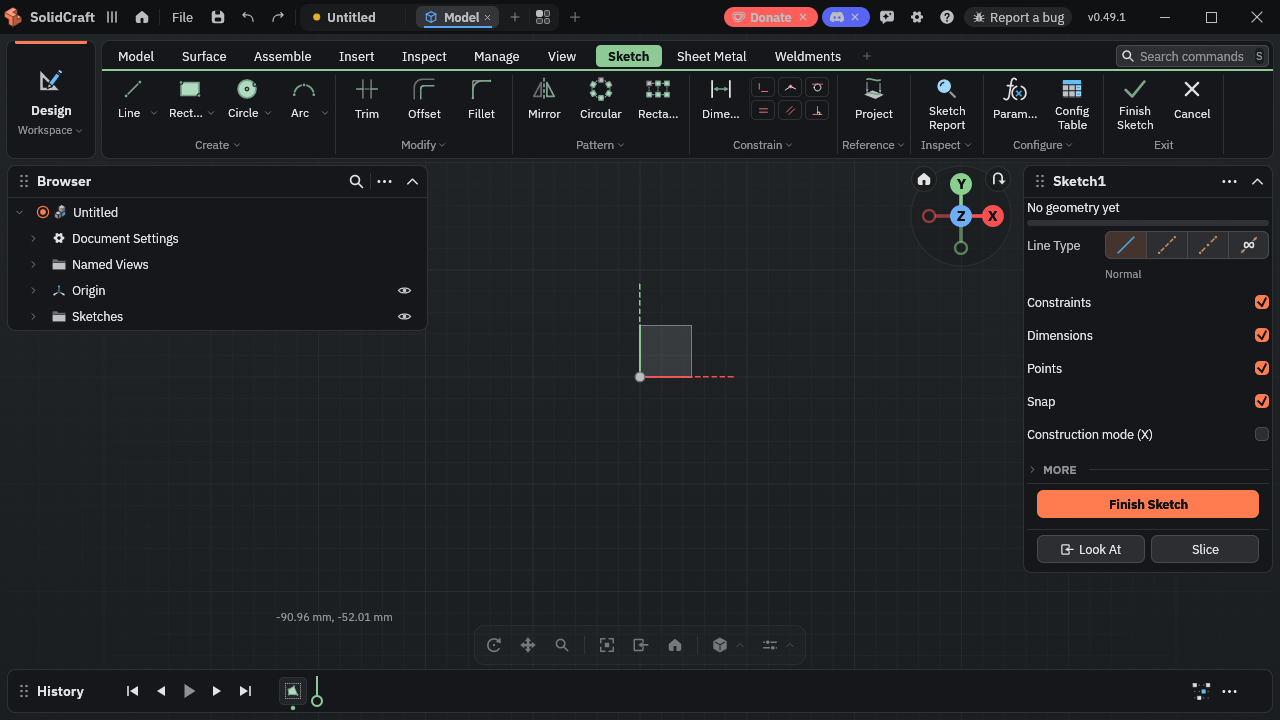 SolidCraft
File
Untitled
Model
Donate
Report a bug
v0.49.1
Design
Workspace
Model
Surface
Assemble
Insert
Inspect
Manage
View
Sketch
Sheet Metal
Weldments
Search commands
S
Line
Rect...
Circle
Arc
Create
Trim
Offset
Fillet
Modify
Mirror
Circular
Recta...
Pattern
Dime...
Constrain
Project
Reference
Sketch Report
Inspect
Param...
Config Table
Configure
Finish Sketch
Cancel
Exit
Browser
Untitled
Document Settings
Named Views
Origin
Sketches
Y
Z
X
Sketch1
No geometry yet
Line Type
Normal
Constraints
Dimensions
Points
Snap
Construction mode (X)
MORE
Finish Sketch
Look At
Slice
-90.96 mm, -52.01 mm
History